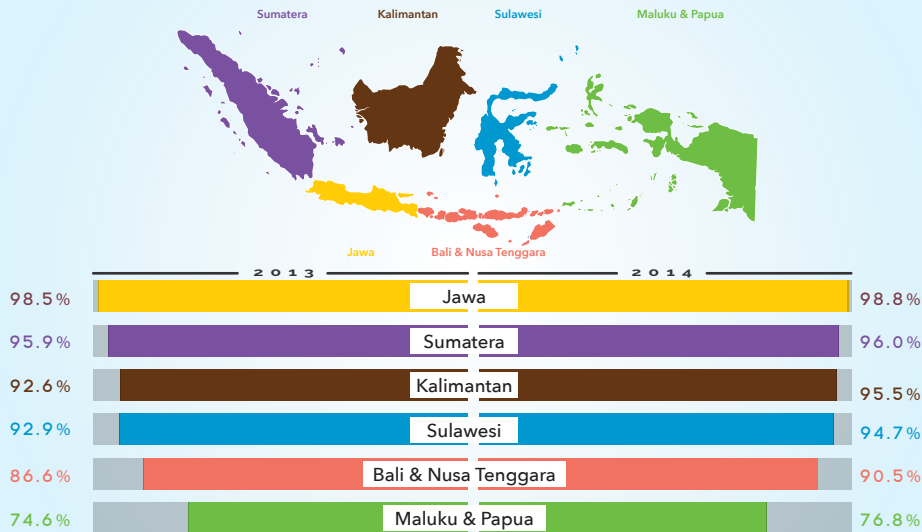 Sumatera Kalimantan Sulawesi Maluku & Papua
Jawa Bali & Nusa Tenggara
2013 2014
98.5% Jawa 98.8%
95.9% Sumatera 96.0%
92.6% Kalimantan 95.5%
92.9% Sulawesi 94.7%
86.6% Bali & Nusa Tenggara 90.5%
74.6% Maluku & Papua 76.8%